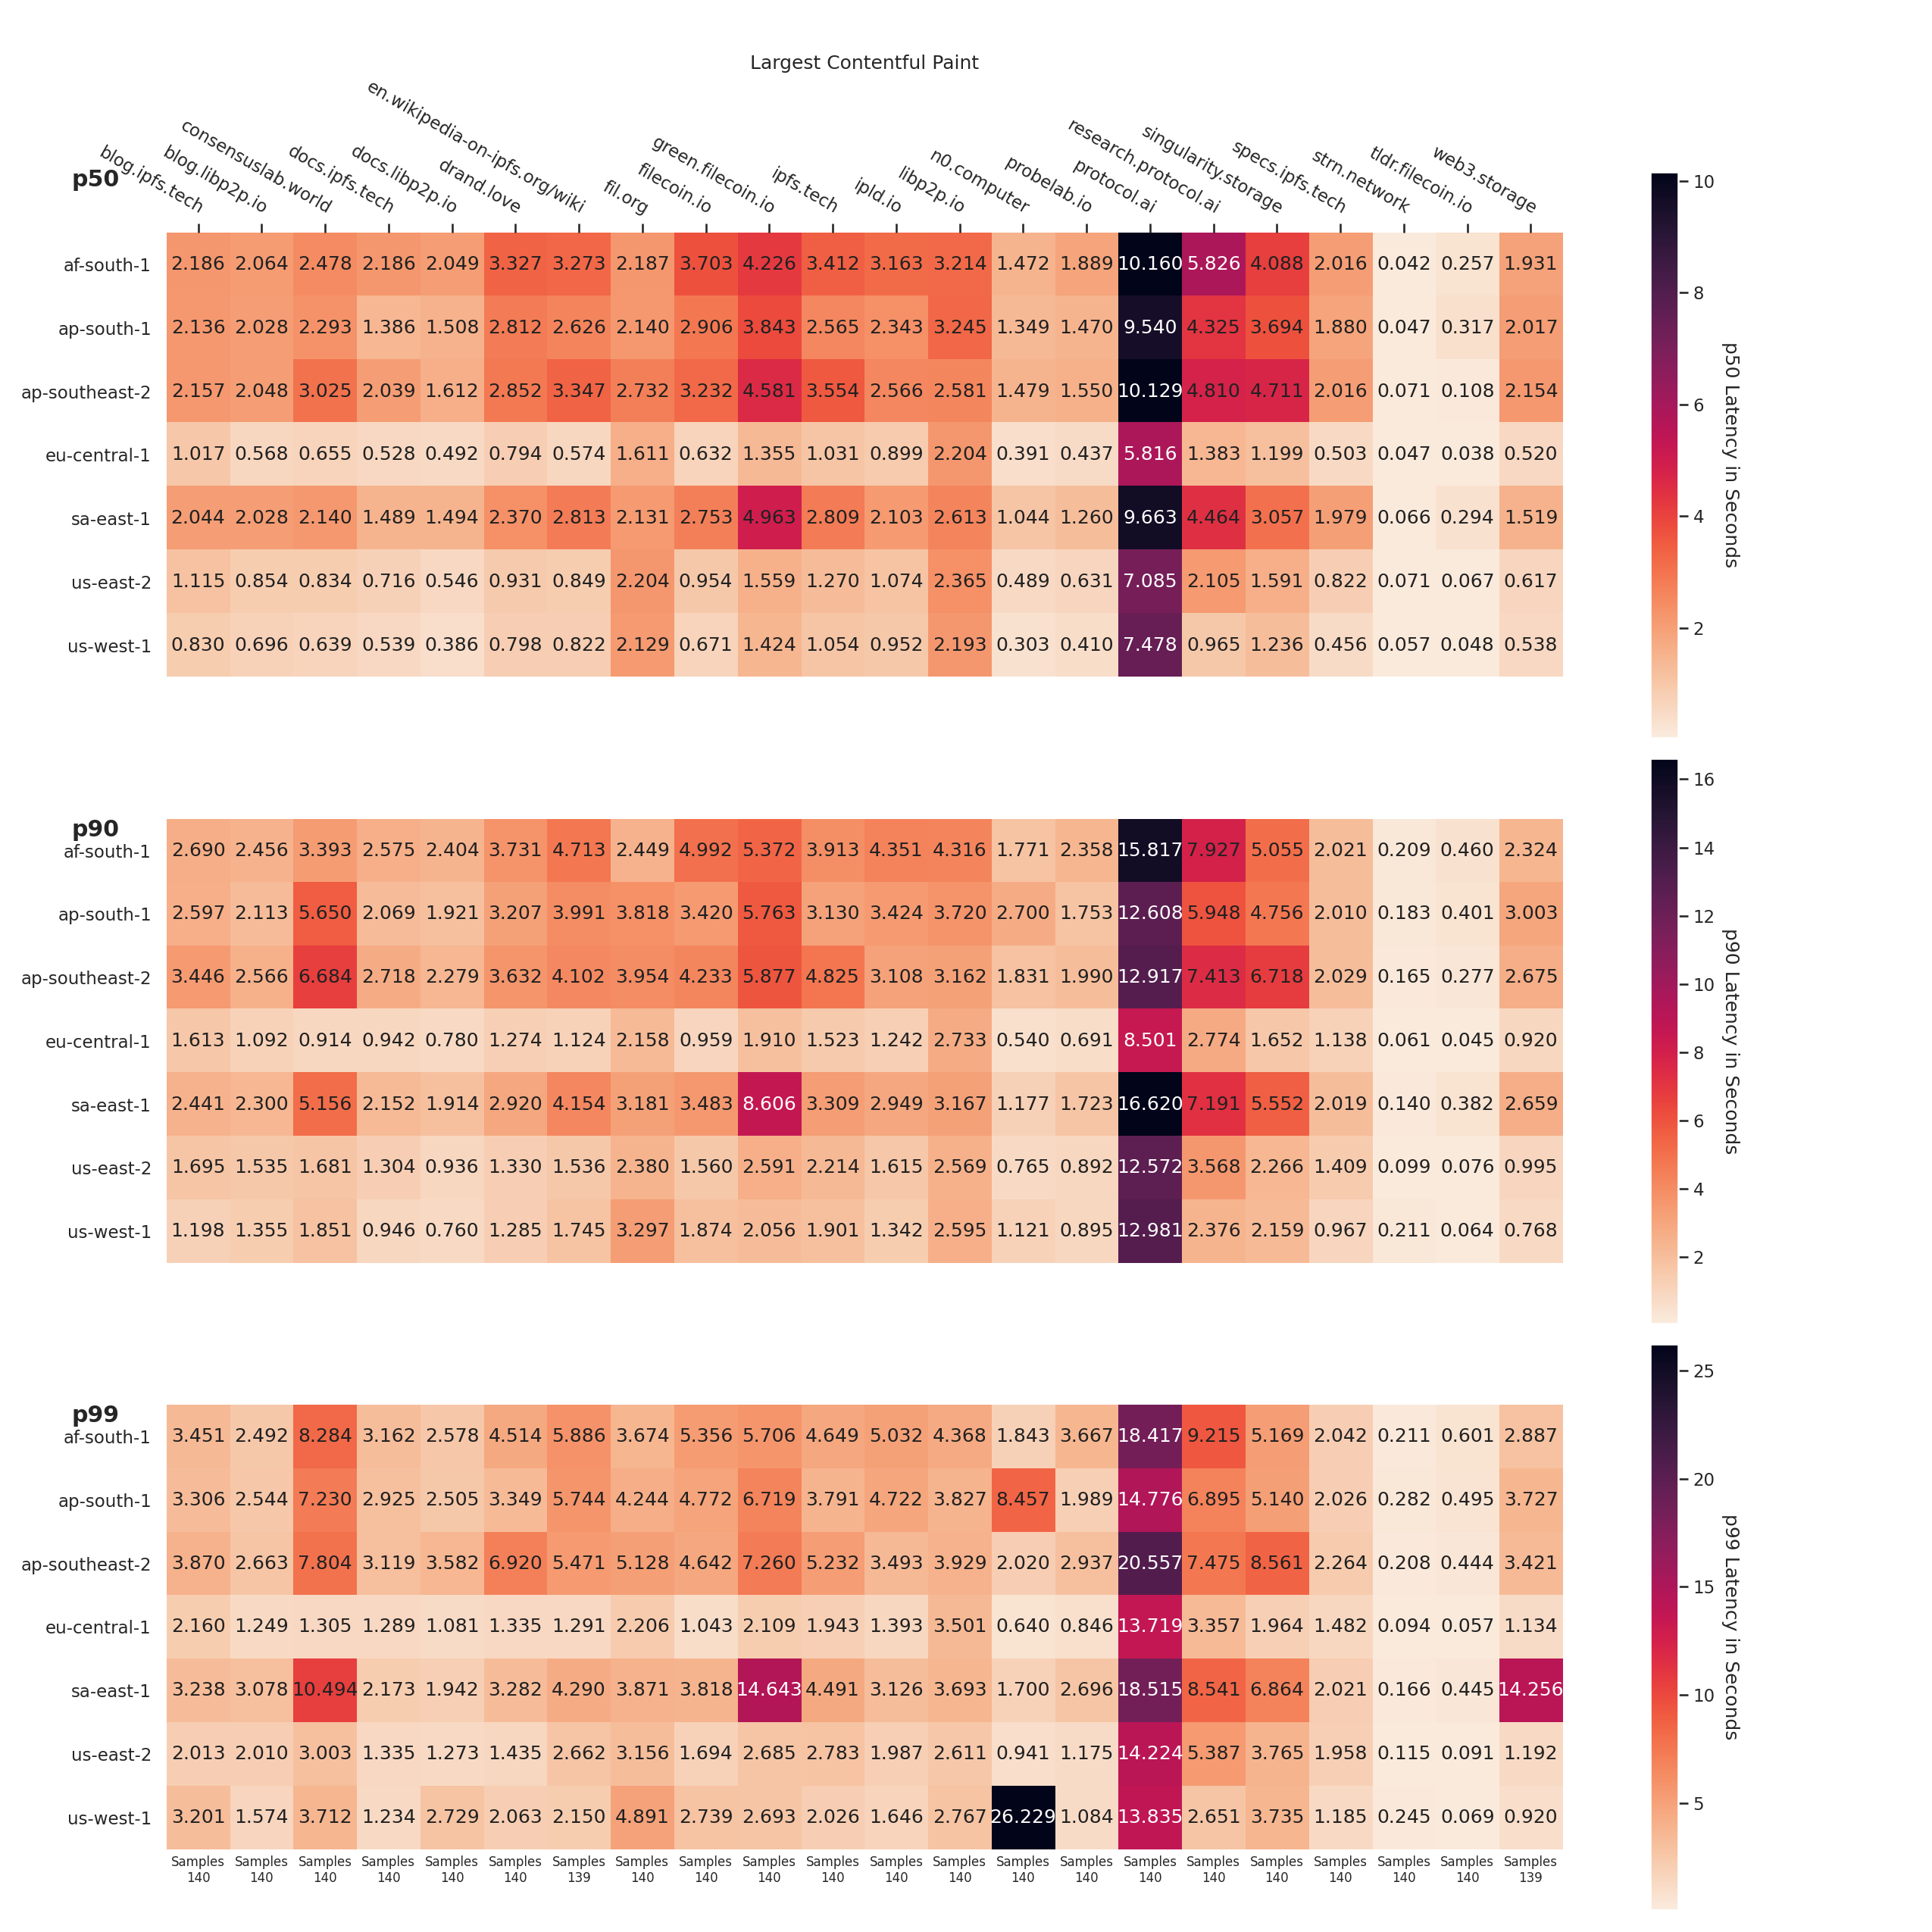 Largest Contentful Paint
p50
blog.ipfs.tech
blog.libp2p.io
consensuslab.world
docs.ipfs.tech
docs.libp2p.io
drand.love
en.wikipedia-on-ipfs.org/wiki
fil.org
filecoin.io
green.filecoin.io
ipfs.tech
ipld.io
libp2p.io
n0.computer
probelab.io
protocol.ai
research.protocol.ai
singularity.storage
specs.ipfs.tech
strn.network
tldr.filecoin.io
web3.storage
af-south-1 2.186 2.064 2.478 2.186 2.049 3.327 3.273 2.187 3.703 4.226 3.412 3.163 3.214 1.472 1.889 10.160 5.826 4.088 2.016 0.042 0.257 1.931
ap-south-1 2.136 2.028 2.293 1.386 1.508 2.812 2.626 2.140 2.906 3.843 2.565 2.343 3.245 1.349 1.470 9.540 4.325 3.694 1.880 0.047 0.317 2.017
ap-southeast-2 2.157 2.048 3.025 2.039 1.612 2.852 3.347 2.732 3.232 4.581 3.554 2.566 2.581 1.479 1.550 10.129 4.810 4.711 2.016 0.071 0.108 2.154
eu-central-1 1.017 0.568 0.655 0.528 0.492 0.794 0.574 1.611 0.632 1.355 1.031 0.899 2.204 0.391 0.437 5.816 1.383 1.199 0.503 0.047 0.038 0.520
sa-east-1 2.044 2.028 2.140 1.489 1.494 2.370 2.813 2.131 2.753 4.963 2.809 2.103 2.613 1.044 1.260 9.663 4.464 3.057 1.979 0.066 0.294 1.519
us-east-2 1.115 0.854 0.834 0.716 0.546 0.931 0.849 2.204 0.954 1.559 1.270 1.074 2.365 0.489 0.631 7.085 2.105 1.591 0.822 0.071 0.067 0.617
us-west-1 0.830 0.696 0.639 0.539 0.386 0.798 0.822 2.129 0.671 1.424 1.054 0.952 2.193 0.303 0.410 7.478 0.965 1.236 0.456 0.057 0.048 0.538
10
8
6
4
2
p50 Latency in Seconds
p90
af-south-1 2.690 2.456 3.393 2.575 2.404 3.731 4.713 2.449 4.992 5.372 3.913 4.351 4.316 1.771 2.358 15.817 7.927 5.055 2.021 0.209 0.460 2.324
ap-south-1 2.597 2.113 5.650 2.069 1.921 3.207 3.991 3.818 3.420 5.763 3.130 3.424 3.720 2.700 1.753 12.608 5.948 4.756 2.010 0.183 0.401 3.003
ap-southeast-2 3.446 2.566 6.684 2.718 2.279 3.632 4.102 3.954 4.233 5.877 4.825 3.108 3.162 1.831 1.990 12.917 7.413 6.718 2.029 0.165 0.277 2.675
eu-central-1 1.613 1.092 0.914 0.942 0.780 1.274 1.124 2.158 0.959 1.910 1.523 1.242 2.733 0.540 0.691 8.501 2.774 1.652 1.138 0.061 0.045 0.920
sa-east-1 2.441 2.300 5.156 2.152 1.914 2.920 4.154 3.181 3.483 8.606 3.309 2.949 3.167 1.177 1.723 16.620 7.191 5.552 2.019 0.140 0.382 2.659
us-east-2 1.695 1.535 1.681 1.304 0.936 1.330 1.536 2.380 1.560 2.591 2.214 1.615 2.569 0.765 0.892 12.572 3.568 2.266 1.409 0.099 0.076 0.995
us-west-1 1.198 1.355 1.851 0.946 0.760 1.285 1.745 3.297 1.874 2.056 1.901 1.342 2.595 1.121 0.895 12.981 2.376 2.159 0.967 0.211 0.064 0.768
16
14
12
10
8
6
4
2
p90 Latency in Seconds
p99
af-south-1 3.451 2.492 8.284 3.162 2.578 4.514 5.886 3.674 5.356 5.706 4.649 5.032 4.368 1.843 3.667 18.417 9.215 5.169 2.042 0.211 0.601 2.887
ap-south-1 3.306 2.544 7.230 2.925 2.505 3.349 5.744 4.244 4.772 6.719 3.791 4.722 3.827 8.457 1.989 14.776 6.895 5.140 2.026 0.282 0.495 3.727
ap-southeast-2 3.870 2.663 7.804 3.119 3.582 6.920 5.471 5.128 4.642 7.260 5.232 3.493 3.929 2.020 2.937 20.557 7.475 8.561 2.264 0.208 0.444 3.421
eu-central-1 2.160 1.249 1.305 1.289 1.081 1.335 1.291 2.206 1.043 2.109 1.943 1.393 3.501 0.640 0.846 13.719 3.357 1.964 1.482 0.094 0.057 1.134
sa-east-1 3.238 3.078 10.494 2.173 1.942 3.282 4.290 3.871 3.818 14.643 4.491 3.126 3.693 1.700 2.696 18.515 8.541 6.864 2.021 0.166 0.445 14.256
us-east-2 2.013 2.010 3.003 1.335 1.273 1.435 2.662 3.156 1.694 2.685 2.783 1.987 2.611 0.941 1.175 14.224 5.387 3.765 1.958 0.115 0.091 1.192
us-west-1 3.201 1.574 3.712 1.234 2.729 2.063 2.150 4.891 2.739 2.693 2.026 1.646 2.767 26.229 1.084 13.835 2.651 3.735 1.185 0.245 0.069 0.920
Samples Samples Samples Samples Samples Samples Samples Samples Samples Samples Samples Samples Samples Samples Samples Samples Samples Samples Samples Samples Samples Samples
140 140 140 140 140 140 139 140 140 140 140 140 140 140 140 140 140 140 140 140 140 139
25
20
15
10
5
p99 Latency in Seconds